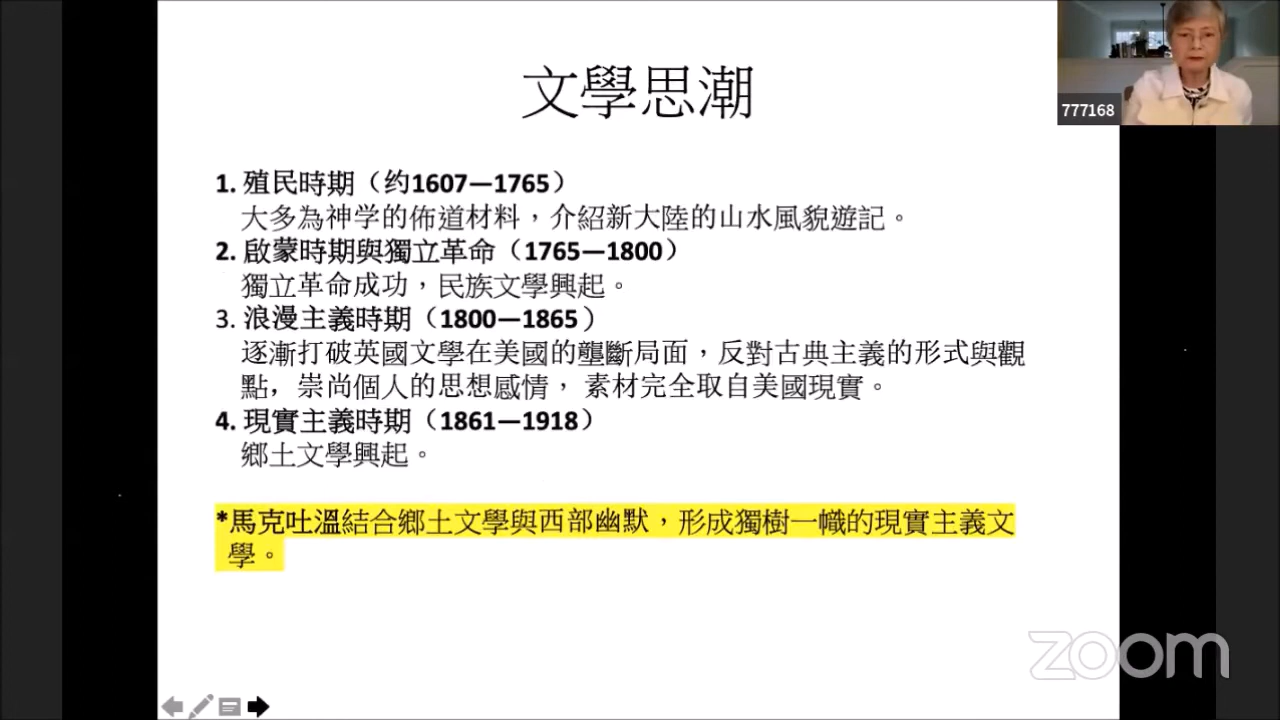 文學思潮
777168
1. 殖民時期（约1607—1765）
大多為神学的佈道材料，介紹新大陸的山水風貌遊記。
2. 啟蒙時期與獨立革命（1765—1800）
獨立革命成功，民族文學興起。
3. 浪漫主義時期（1800—1865）
逐漸打破英國文學在美國的壟斷局面，反對古典主義的形式與觀
點，崇尚個人的思想感情， 素材完全取自美國現實。
4. 現實主義時期（1861—1918）
鄉土文學興起。
*馬克吐溫結合鄉土文學與西部幽默，形成獨樹一幟的現實主義文
學。
zoom